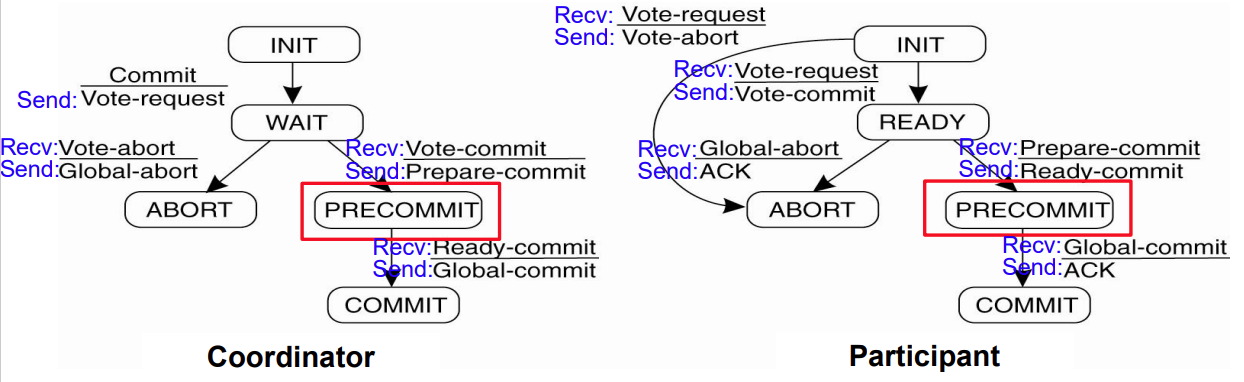 INIT
Commit
Send: Vote-request
WAIT
Recv: Vote-abort
Send: Global-abort
Recv: Vote-commit
Send: Prepare-commit
ABORT
PRECOMMIT
Recv: Ready-commit
Send: Global-commit
COMMIT
Coordinator
Recv: Vote-request
Send: Vote-abort
INIT
Recv: Vote-request
Send: Vote-commit
READY
Recv: Global-abort
Send: ACK
Recv: Prepare-commit
Send: Ready-commit
ABORT
PRECOMMIT
Recv: Global-commit
Send: ACK
COMMIT
Participant